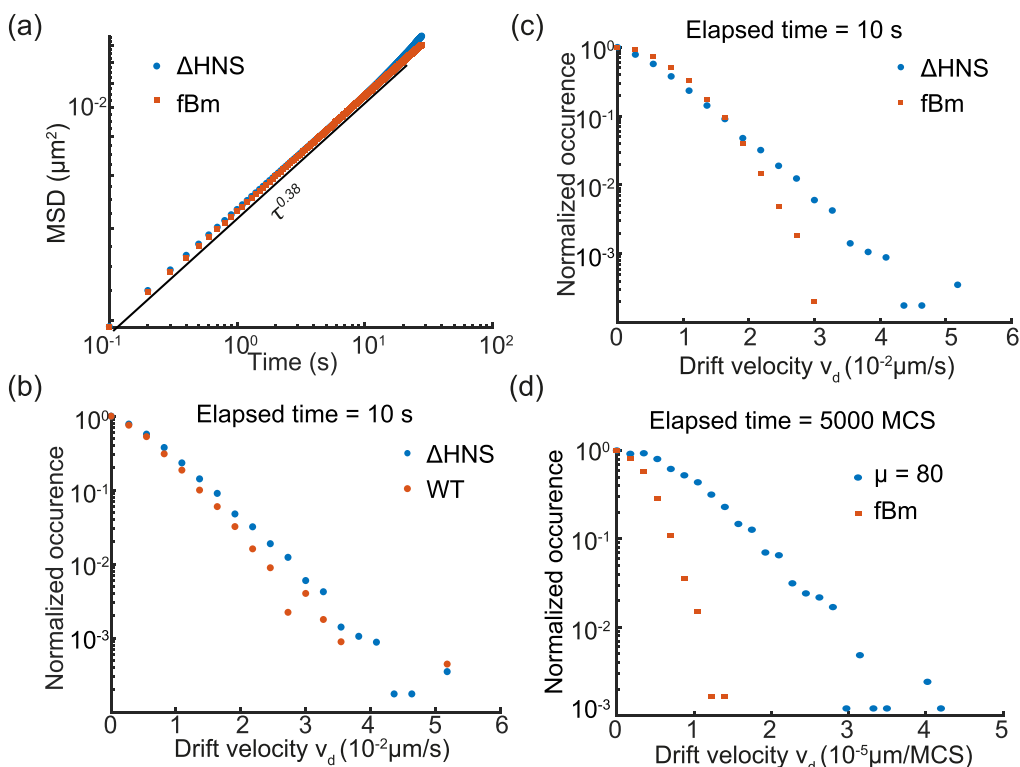 (a)
ΔHNS
fBm
10⁻²
MSD (µm²)
τ^0.38
10⁻¹ 10⁰ 10¹ 10²
Time (s)
(b)
Elapsed time = 10 s
ΔHNS
WT
10⁰
10⁻¹
10⁻²
10⁻³
Normalized occurence
0 1 2 3 4 5 6
Drift velocity v_d (10⁻²µm/s)
(c)
Elapsed time = 10 s
ΔHNS
fBm
10⁰
10⁻¹
10⁻²
10⁻³
Normalized occurence
0 1 2 3 4 5 6
Drift velocity v_d (10⁻²µm/s)
(d)
Elapsed time = 5000 MCS
µ = 80
fBm
10⁰
10⁻¹
10⁻²
10⁻³
Normalized occurence
0 1 2 3 4 5
Drift velocity v_d (10⁻⁵µm/MCS)